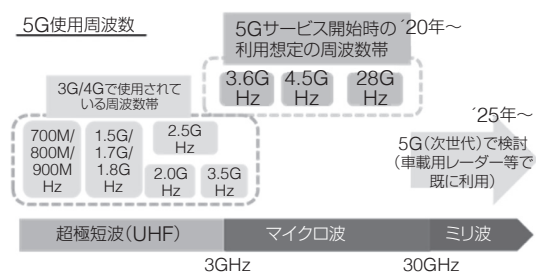 5G使用周波数
5Gサービス開始時の
利用想定の周波数帯
´20年～
3.6G
Hz
4.5G
Hz
28G
Hz
3G/4Gで使用されて
いる周波数帯
700M/
800M/
900M
Hz
1.5G/
1.7G/
1.8G
Hz
2.5G
Hz
2.0G
Hz
3.5G
Hz
´25年～
5G（次世代）で検討
（車載用レーダー等で
既に利用）
超極短波（UHF）
マイクロ波
ミリ波
3GHz
30GHz